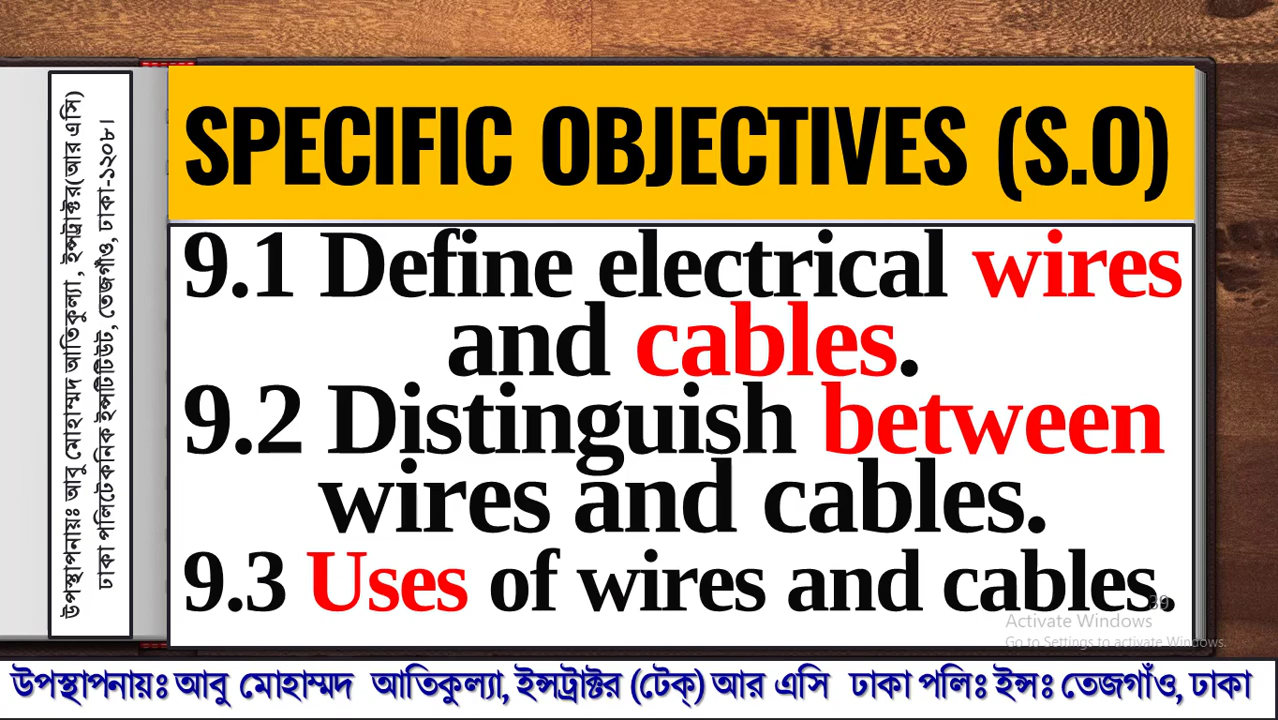 SPECIFIC OBJECTIVES (S.O)
9.1 Define electrical wires
and cables.
9.2 Distinguish between
wires and cables.
9.3 Uses of wires and cables.
39
Activate Windows
Go to Settings to activate Windows.
উপস্থাপনায়ঃ আবু মোহাম্মদ আতিকুল্যা , ইন্সট্রাক্টর(আর এসি)
ঢাকা পলিটেকনিক ইন্সটিটিউট, তেজগাঁও, ঢাকা-১২০৮।
উপস্থাপনায়ঃ আবু মোহাম্মদ আতিকুল্যা, ইন্সট্রাক্টর (টেক্) আর এসি ঢাকা পলিঃ ইন্সঃ তেজগাঁও, ঢাকা